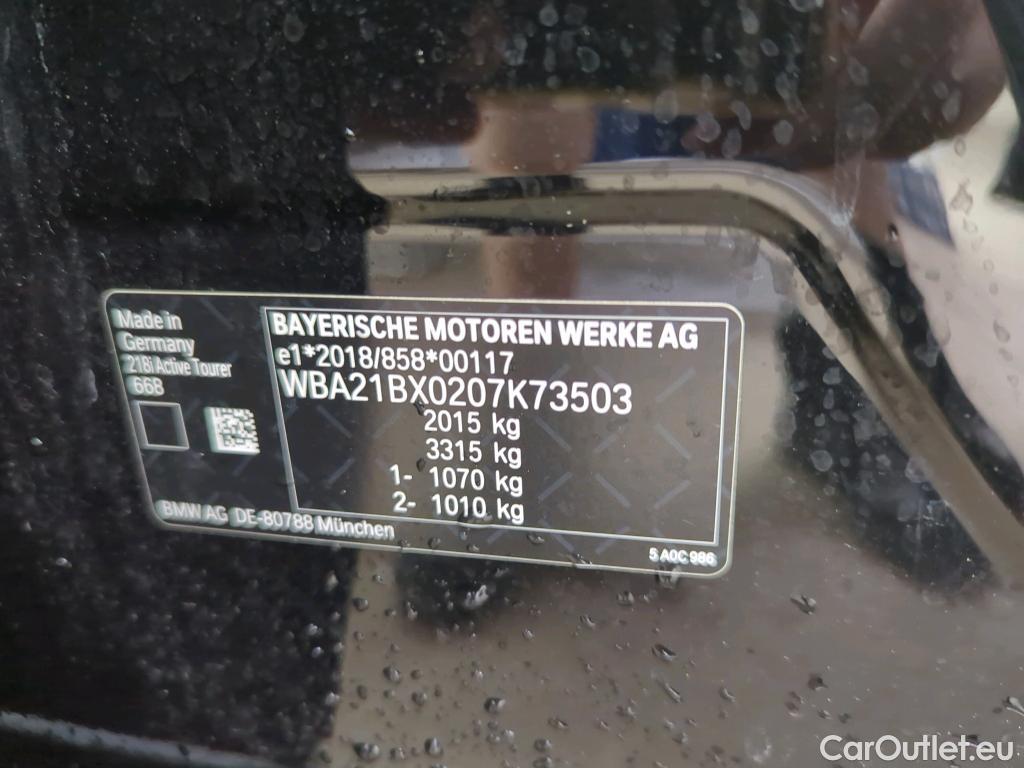 Made in
Germany
218i Active Tourer
668
BAYERISCHE MOTOREN WERKE AG
e1*2018/858*00117
WBA21BX0207K73503
2015 kg
3315 kg
1- 1070 kg
2- 1010 kg
BMW AG DE-80788 München
5 A0C 986
CarOutlet.eu